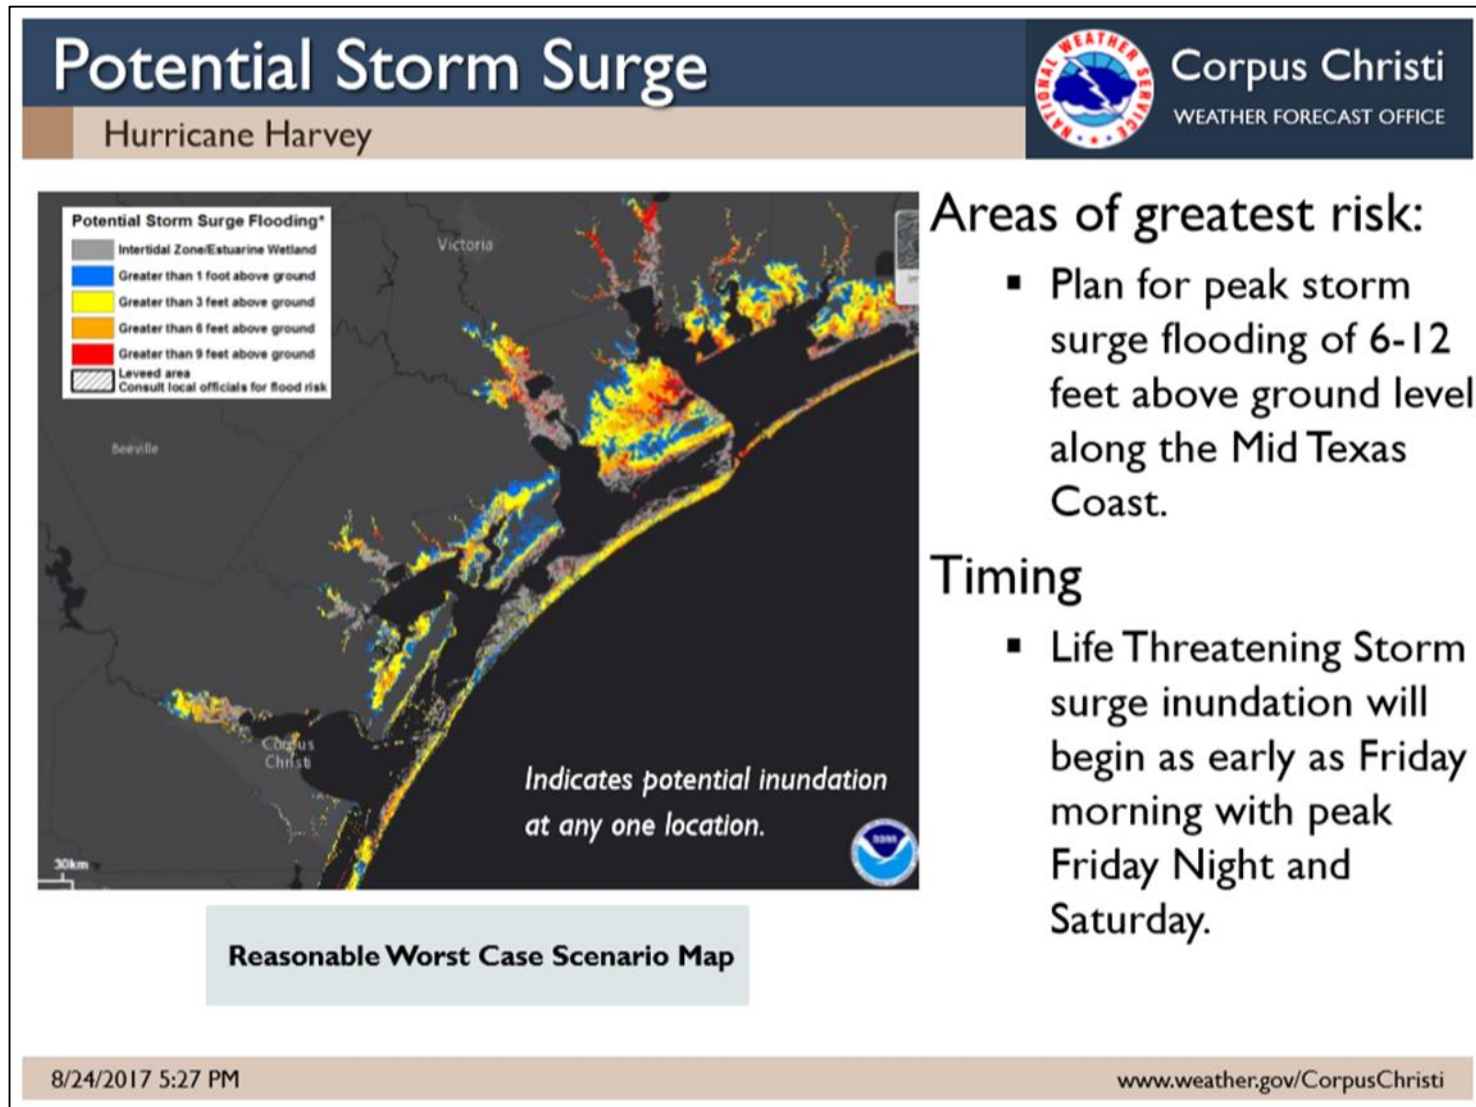 Potential Storm Surge
Hurricane Harvey
NATIONAL WEATHER SERVICE
Corpus Christi
WEATHER FORECAST OFFICE
Potential Storm Surge Flooding*
Intertidal Zone/Estuarine Wetland
Greater than 1 foot above ground
Greater than 3 feet above ground
Greater than 6 feet above ground
Greater than 9 feet above ground
Leveed area
Consult local officials for flood risk
Victoria
Beeville
Corpus
Christi
Indicates potential inundation
at any one location.
NOAA
30km
Reasonable Worst Case Scenario Map
Areas of greatest risk:
▪ Plan for peak storm
surge flooding of 6-12
feet above ground level
along the Mid Texas
Coast.
Timing
▪ Life Threatening Storm
surge inundation will
begin as early as Friday
morning with peak
Friday Night and
Saturday.
8/24/2017 5:27 PM
www.weather.gov/CorpusChristi